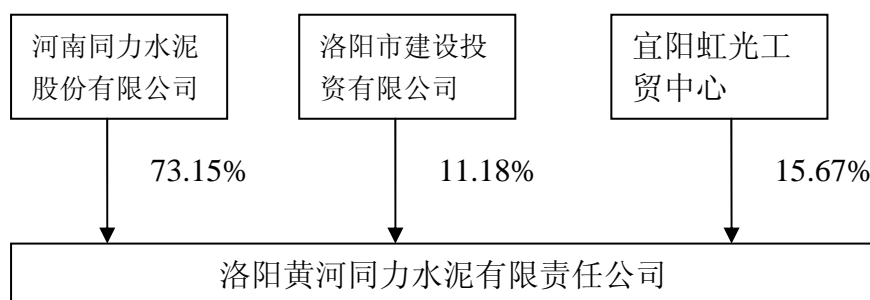 河南同力水泥
股份有限公司
洛阳市建设投
资有限公司
宜阳虹光工
贸中心
73.15%
11.18%
15.67%
洛阳黄河同力水泥有限责任公司